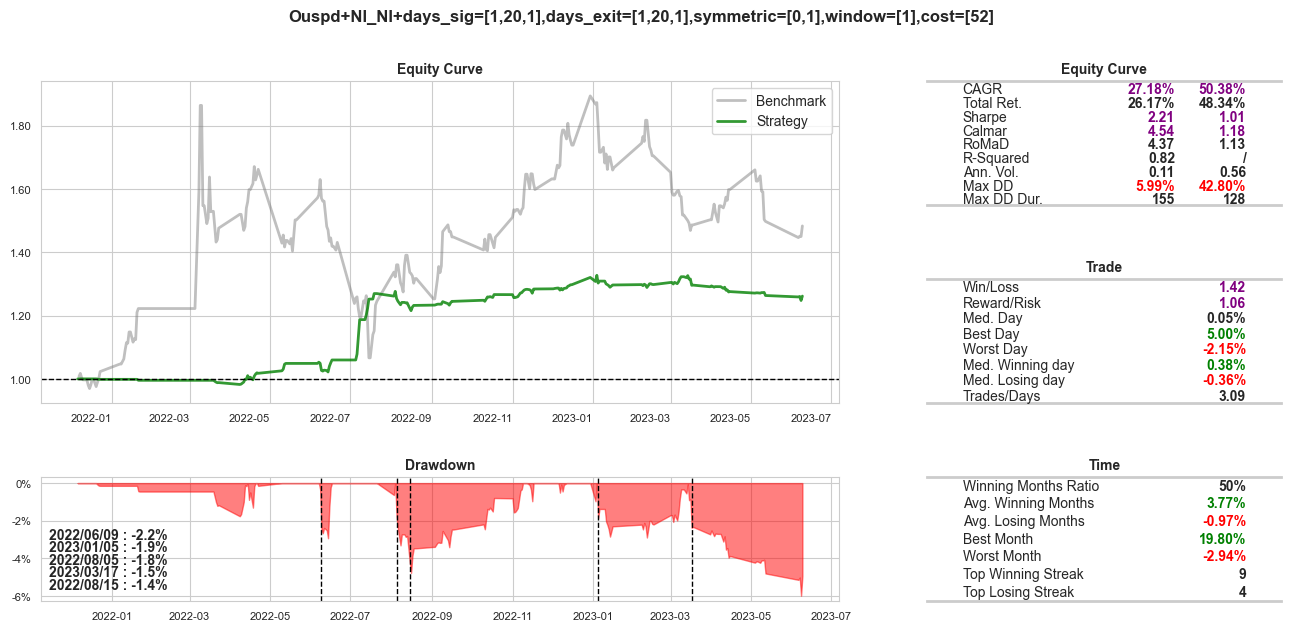 Ouspd+NI_NI+days_sig=[1,20,1],days_exit=[1,20,1],symmetric=[0,1],window=[1],cost=[52]
Equity Curve
Benchmark
Strategy
1.80
1.60
1.40
1.20
1.00
2022-01 2022-03 2022-05 2022-07 2022-09 2022-11 2023-01 2023-03 2023-05 2023-07
Equity Curve
CAGR 27.18% 50.38%
Total Ret. 26.17% 48.34%
Sharpe 2.21 1.01
Calmar 4.54 1.18
RoMaD 4.37 1.13
R-Squared 0.82 /
Ann. Vol. 0.11 0.56
Max DD 5.99% 42.80%
Max DD Dur. 155 128
Trade
Win/Loss 1.42
Reward/Risk 1.06
Med. Day 0.05%
Best Day 5.00%
Worst Day -2.15%
Med. Winning day 0.38%
Med. Losing day -0.36%
Trades/Days 3.09
Drawdown
0%
-2%
-4%
-6%
2022/06/09 : -2.2%
2023/01/05 : -1.9%
2022/08/05 : -1.8%
2023/03/17 : -1.5%
2022/08/15 : -1.4%
2022-01 2022-03 2022-05 2022-07 2022-09 2022-11 2023-01 2023-03 2023-05 2023-07
Time
Winning Months Ratio 50%
Avg. Winning Months 3.77%
Avg. Losing Months -0.97%
Best Month 19.80%
Worst Month -2.94%
Top Winning Streak 9
Top Losing Streak 4